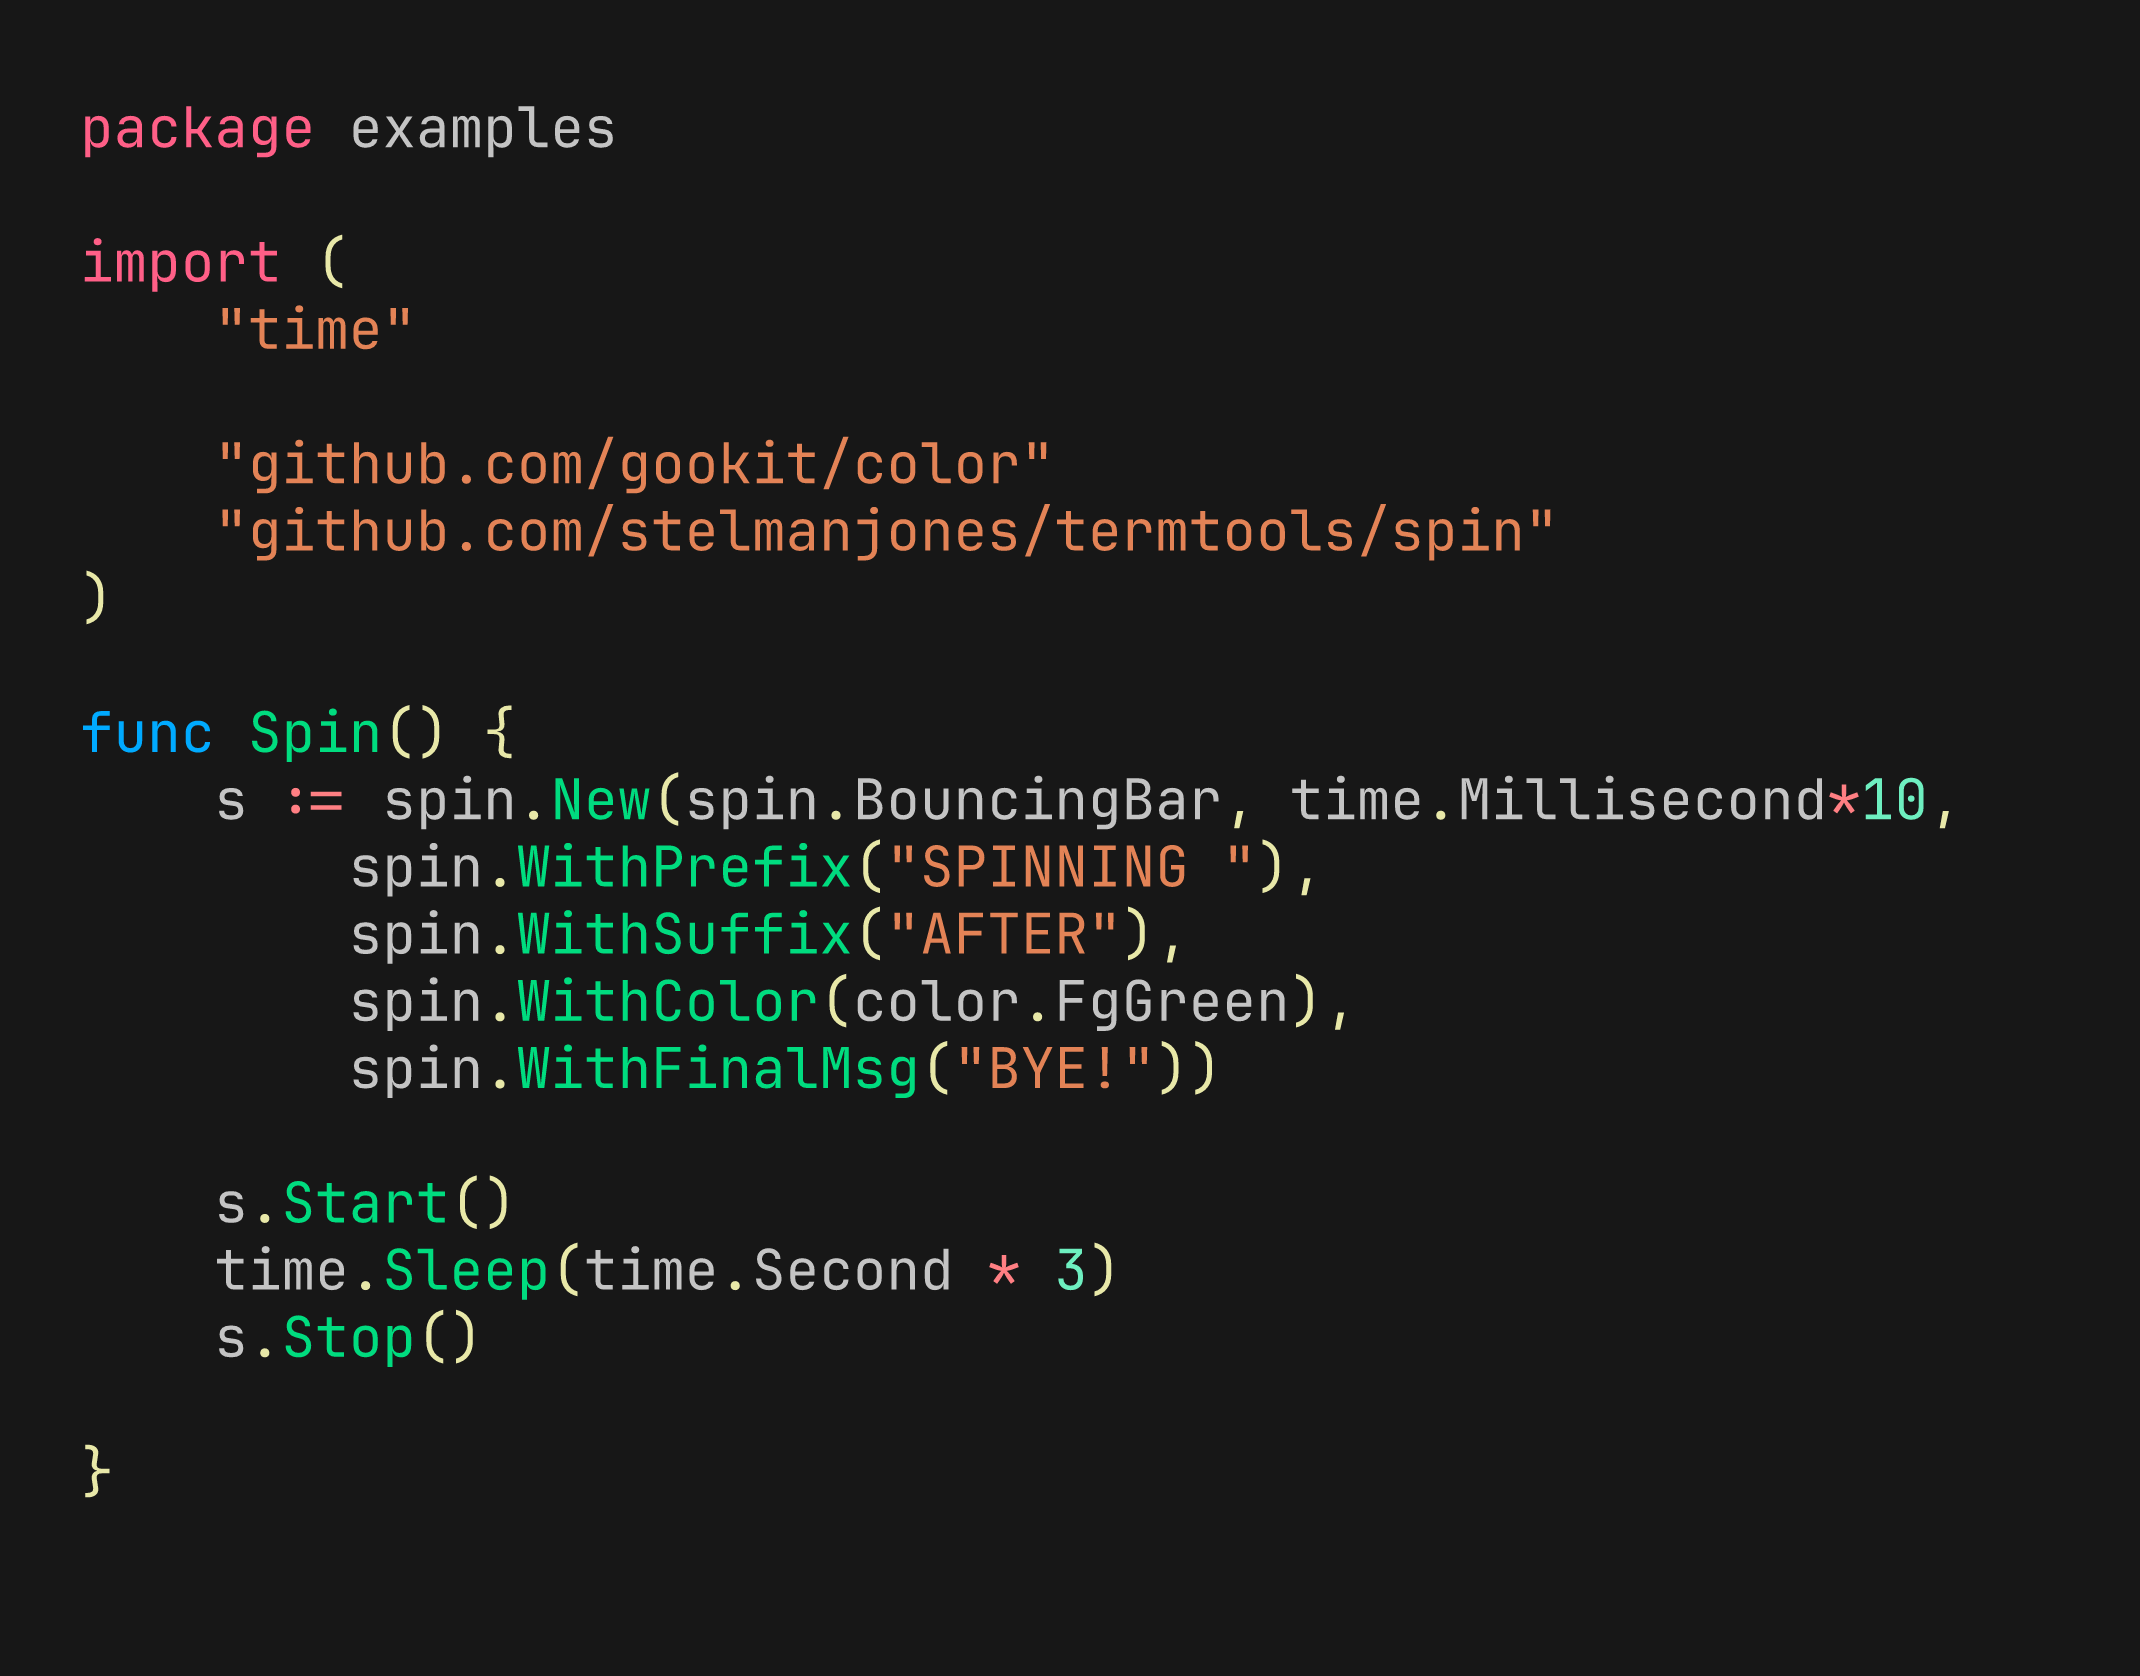 package examples

import (
    "time"

    "github.com/gookit/color"
    "github.com/stelmanjones/termtools/spin"
)

func Spin() {
    s := spin.New(spin.BouncingBar, time.Millisecond*10,
        spin.WithPrefix("SPINNING "),
        spin.WithSuffix("AFTER"),
        spin.WithColor(color.FgGreen),
        spin.WithFinalMsg("BYE!"))

    s.Start()
    time.Sleep(time.Second * 3)
    s.Stop()

}